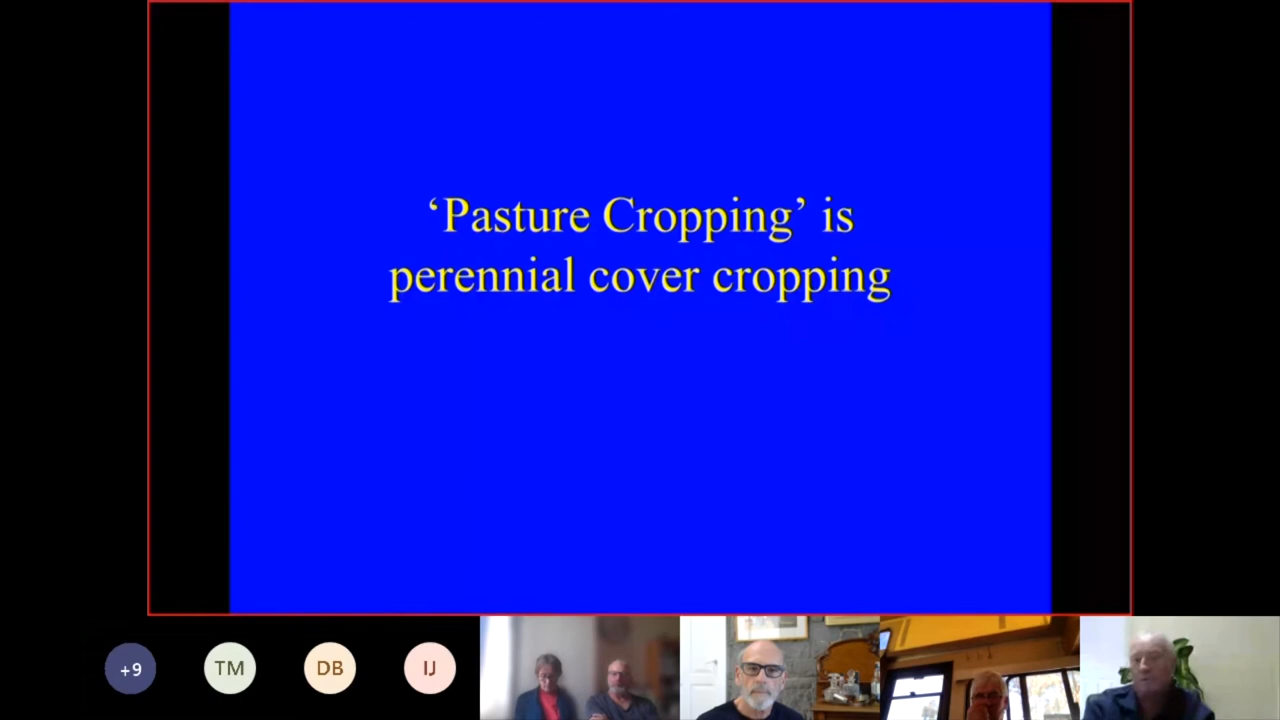 ‘Pasture Cropping’ is
perennial cover cropping
+9
TM
DB
IJ